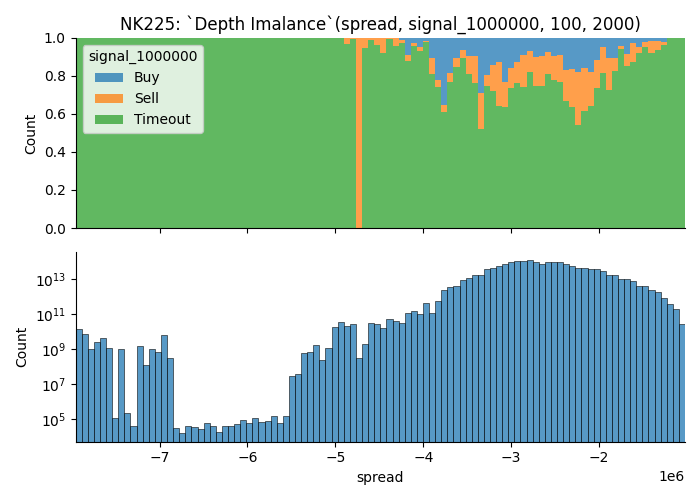 NK225: `Depth Imalance`(spread, signal_1000000, 100, 2000)
1.0
0.8
0.6
0.4
0.2
0.0
Count
signal_1000000
Buy
Sell
Timeout
10^13
10^11
10^9
10^7
10^5
Count
−7
−6
−5
−4
−3
−2
1e6
spread